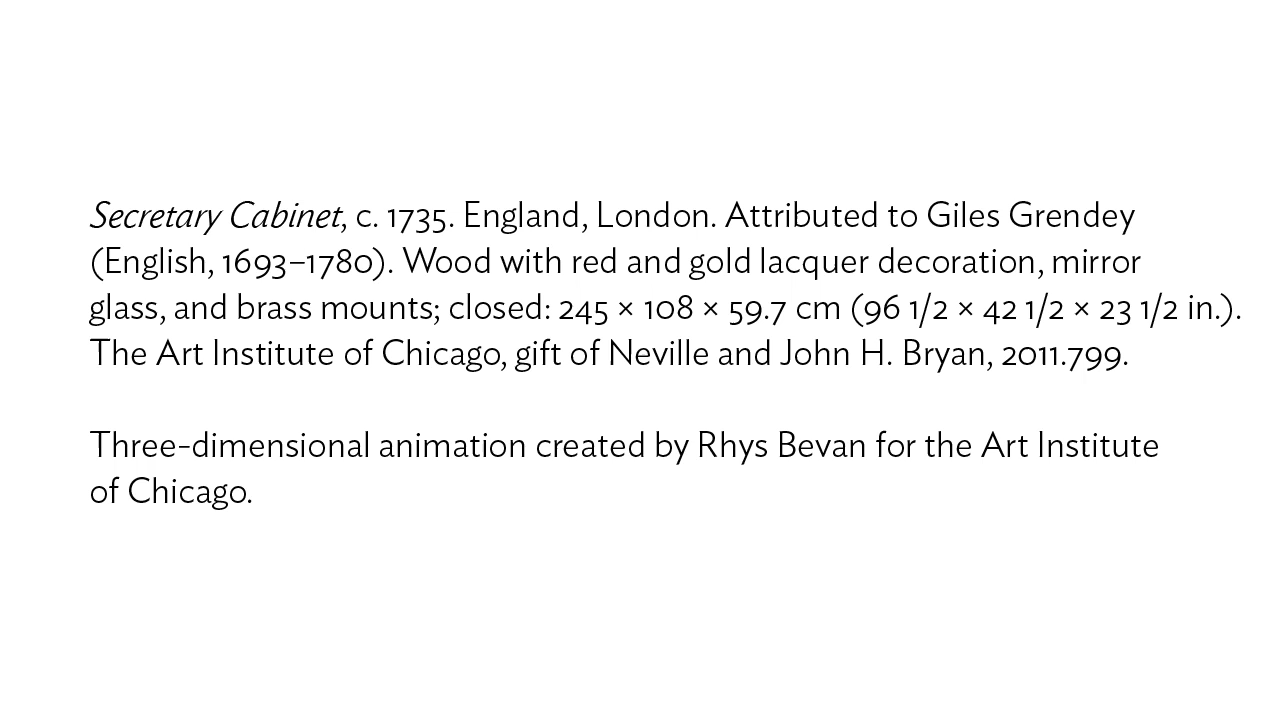 Secretary Cabinet, c. 1735. England, London. Attributed to Giles Grendey
(English, 1693–1780). Wood with red and gold lacquer decoration, mirror
glass, and brass mounts; closed: 245 × 108 × 59.7 cm (96 1/2 × 42 1/2 × 23 1/2 in.).
The Art Institute of Chicago, gift of Neville and John H. Bryan, 2011.799.
Three-dimensional animation created by Rhys Bevan for the Art Institute
of Chicago.